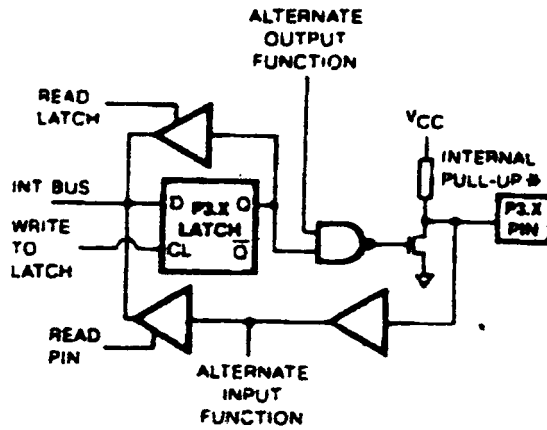 ALTERNATE
OUTPUT
FUNCTION
READ
LATCH
VCC
INTERNAL
PULL-UP *
INT BUS
D
Q
P3.X
LATCH
CL
Q̅
P3.X
PIN
WRITE
TO
LATCH
READ
PIN
ALTERNATE
INPUT
FUNCTION